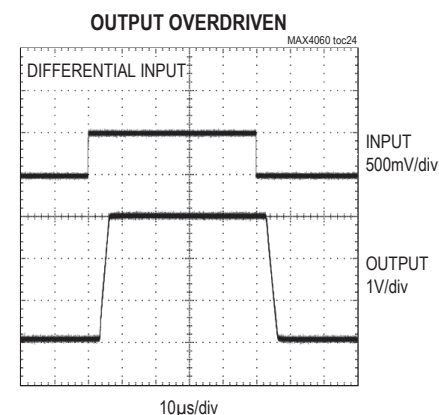 OUTPUT OVERDRIVEN
MAX4060 toc24
DIFFERENTIAL INPUT
INPUT
500mV/div
OUTPUT
1V/div
10µs/div